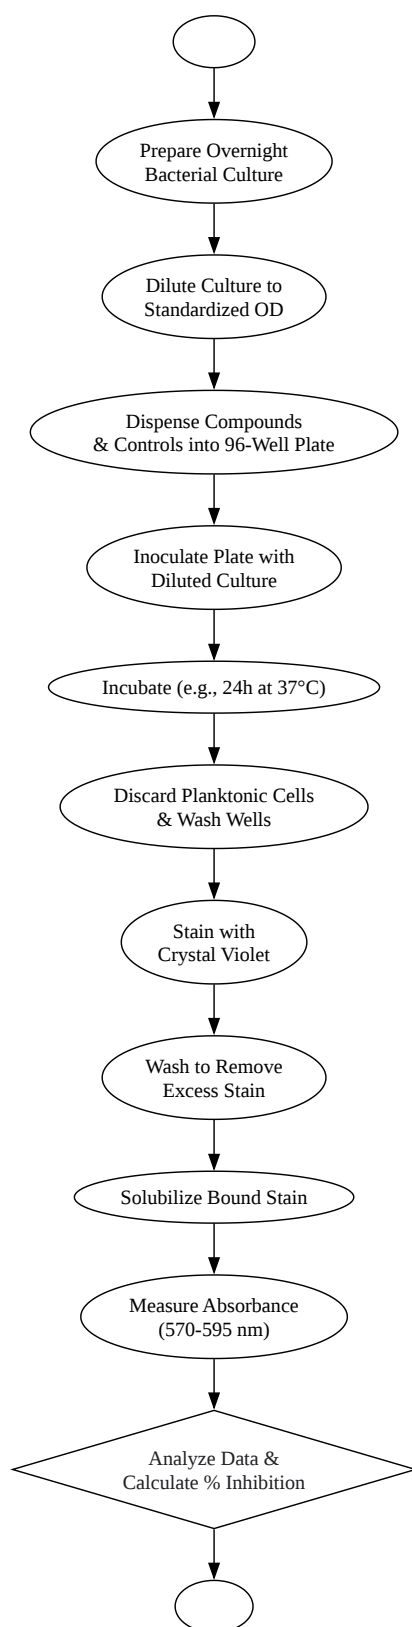 Prepare Overnight
Bacterial Culture
Dilute Culture to
Standardized OD
Dispense Compounds
& Controls into 96-Well Plate
Inoculate Plate with
Diluted Culture
Incubate (e.g., 24h at 37°C)
Discard Planktonic Cells
& Wash Wells
Stain with
Crystal Violet
Wash to Remove
Excess Stain
Solubilize Bound Stain
Measure Absorbance
(570-595 nm)
Analyze Data &
Calculate % Inhibition